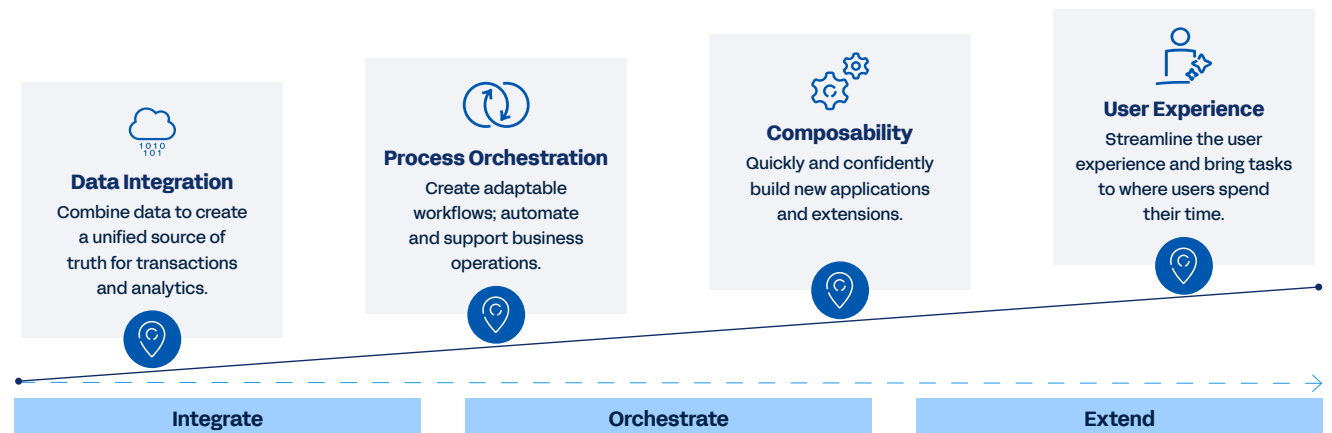 1010
101
Data Integration
Combine data to create
a unified source of
truth for transactions
and analytics.
Process Orchestration
Create adaptable
workflows; automate
and support business
operations.
Composability
Quickly and confidently
build new applications
and extensions.
User Experience
Streamline the user
experience and bring tasks
to where users spend
their time.
Integrate
Orchestrate
Extend